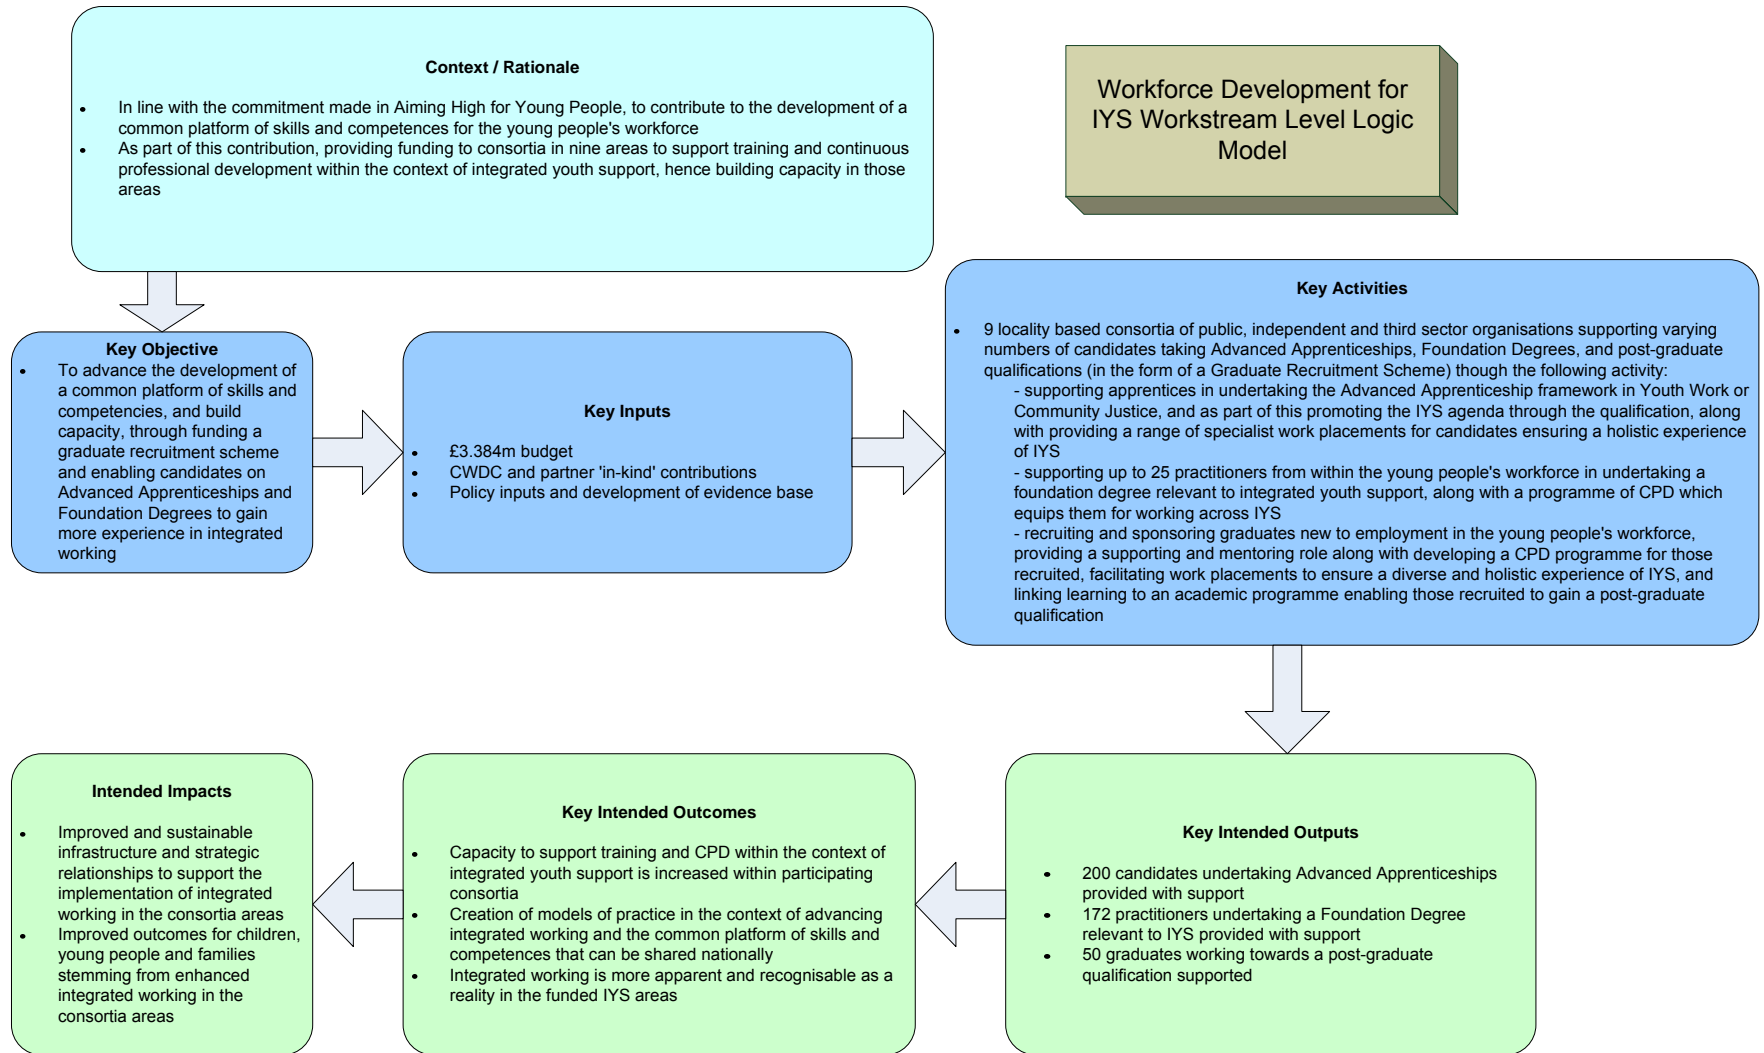 Context / Rationale
• In line with the commitment made in Aiming High for Young People, to contribute to the development of a
common platform of skills and competences for the young people's workforce
• As part of this contribution, providing funding to consortia in nine areas to support training and continuous
professional development within the context of integrated youth support, hence building capacity in those
areas
Workforce Development for
IYS Workstream Level Logic
Model
Key Objective
• To advance the development of
a common platform of skills and
competencies, and build
capacity, through funding a
graduate recruitment scheme
and enabling candidates on
Advanced Apprenticeships and
Foundation Degrees to gain
more experience in integrated
working
Key Inputs
• £3.384m budget
• CWDC and partner 'in-kind' contributions
• Policy inputs and development of evidence base
Key Activities
• 9 locality based consortia of public, independent and third sector organisations supporting varying
numbers of candidates taking Advanced Apprenticeships, Foundation Degrees, and post-graduate
qualifications (in the form of a Graduate Recruitment Scheme) though the following activity:
- supporting apprentices in undertaking the Advanced Apprenticeship framework in Youth Work or
Community Justice, and as part of this promoting the IYS agenda through the qualification, along
with providing a range of specialist work placements for candidates ensuring a holistic experience
of IYS
- supporting up to 25 practitioners from within the young people's workforce in undertaking a
foundation degree relevant to integrated youth support, along with a programme of CPD which
equips them for working across IYS
- recruiting and sponsoring graduates new to employment in the young people's workforce,
providing a supporting and mentoring role along with developing a CPD programme for those
recruited, facilitating work placements to ensure a diverse and holistic experience of IYS, and
linking learning to an academic programme enabling those recruited to gain a post-graduate
qualification
Intended Impacts
• Improved and sustainable
infrastructure and strategic
relationships to support the
implementation of integrated
working in the consortia areas
• Improved outcomes for children,
young people and families
stemming from enhanced
integrated working in the
consortia areas
Key Intended Outcomes
• Capacity to support training and CPD within the context of
integrated youth support is increased within participating
consortia
• Creation of models of practice in the context of advancing
integrated working and the common platform of skills and
competences that can be shared nationally
• Integrated working is more apparent and recognisable as a
reality in the funded IYS areas
Key Intended Outputs
• 200 candidates undertaking Advanced Apprenticeships
provided with support
• 172 practitioners undertaking a Foundation Degree
relevant to IYS provided with support
• 50 graduates working towards a post-graduate
qualification supported